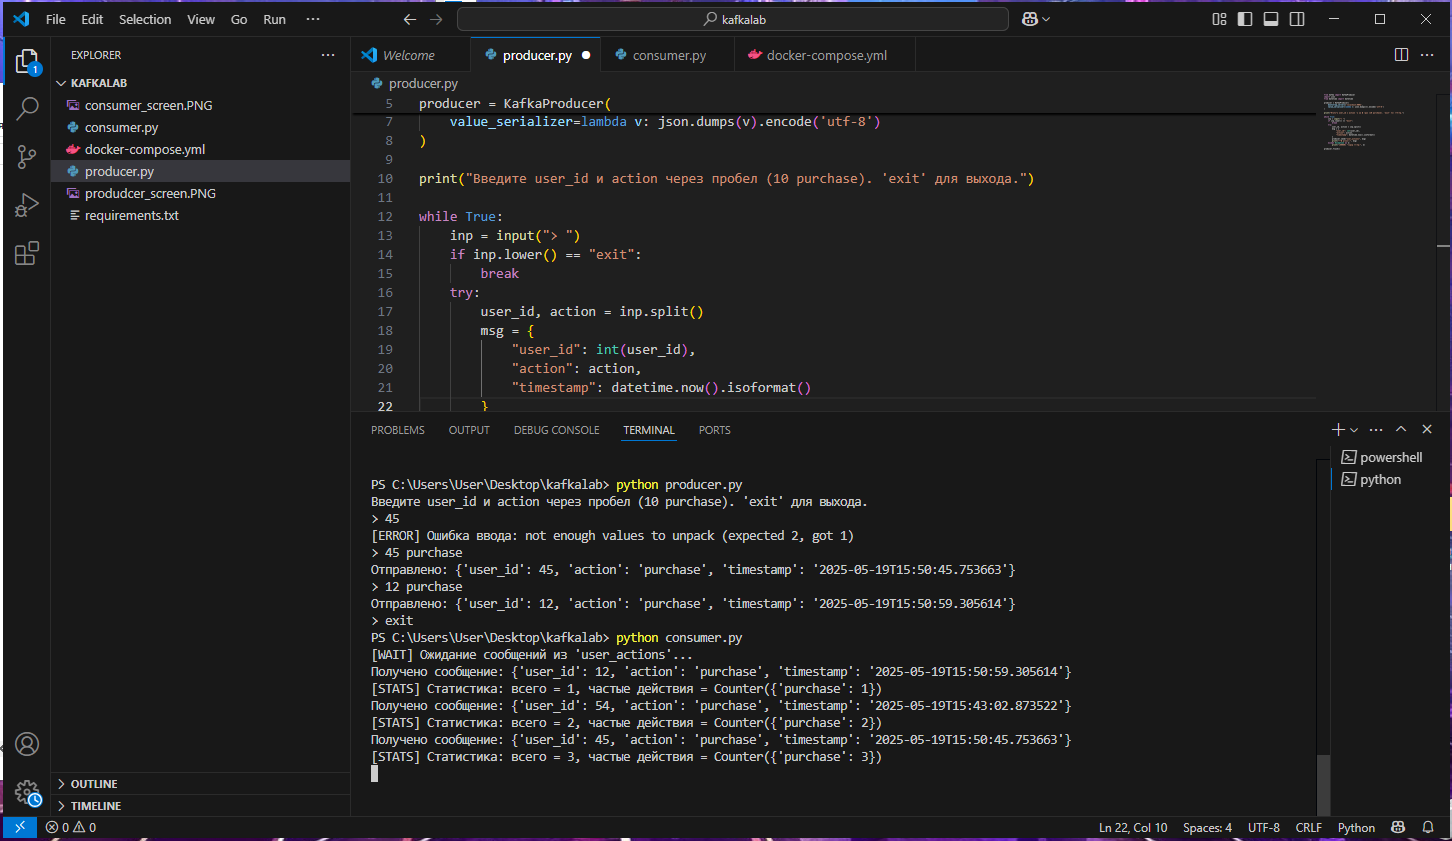 File Edit Selection View Go Run ··· kafkalab
EXPLORER ···
KAFKALAB
consumer_screen.PNG
consumer.py
docker-compose.yml
producer.py
produdcer_screen.PNG
requirements.txt
OUTLINE
TIMELINE
1
Welcome producer.py consumer.py docker-compose.yml
producer.py
5 producer = KafkaProducer(
7 value_serializer=lambda v: json.dumps(v).encode('utf-8')
8 )
9
10 print("Введите user_id и action через пробел (10 purchase). 'exit' для выхода.")
11
12 while True:
13 inp = input("> ")
14 if inp.lower() == "exit":
15 break
16 try:
17 user_id, action = inp.split()
18 msg = {
19 "user_id": int(user_id),
20 "action": action,
21 "timestamp": datetime.now().isoformat()
22 }
PROBLEMS OUTPUT DEBUG CONSOLE TERMINAL PORTS
powershell
python
PS C:\Users\User\Desktop\kafkalab> python producer.py
Введите user_id и action через пробел (10 purchase). 'exit' для выхода.
> 45
[ERROR] Ошибка ввода: not enough values to unpack (expected 2, got 1)
> 45 purchase
Отправлено: {'user_id': 45, 'action': 'purchase', 'timestamp': '2025-05-19T15:50:45.753663'}
> 12 purchase
Отправлено: {'user_id': 12, 'action': 'purchase', 'timestamp': '2025-05-19T15:50:59.305614'}
> exit
PS C:\Users\User\Desktop\kafkalab> python consumer.py
[WAIT] Ожидание сообщений из 'user_actions'...
Получено сообщение: {'user_id': 12, 'action': 'purchase', 'timestamp': '2025-05-19T15:50:59.305614'}
[STATS] Статистика: всего = 1, частые действия = Counter({'purchase': 1})
Получено сообщение: {'user_id': 54, 'action': 'purchase', 'timestamp': '2025-05-19T15:43:02.873522'}
[STATS] Статистика: всего = 2, частые действия = Counter({'purchase': 2})
Получено сообщение: {'user_id': 45, 'action': 'purchase', 'timestamp': '2025-05-19T15:50:45.753663'}
[STATS] Статистика: всего = 3, частые действия = Counter({'purchase': 3})
0 0 Ln 22, Col 10 Spaces: 4 UTF-8 CRLF Python